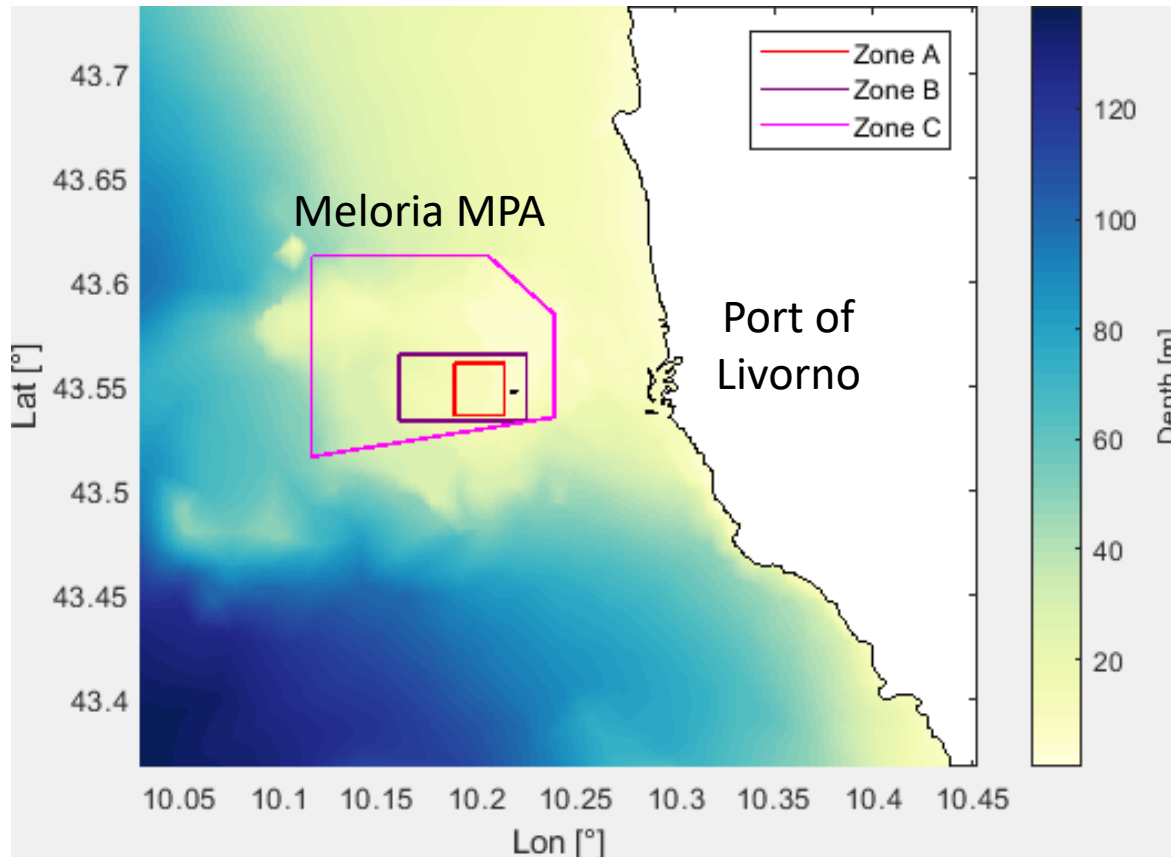 Zone A
Zone B
Zone C
Meloria MPA
Port of
Livorno
43.7
43.65
43.6
43.55
43.5
43.45
43.4
Lat [°]
10.05 10.1 10.15 10.2 10.25 10.3 10.35 10.4 10.45
Lon [°]
120
100
80
60
40
20
Depth [m]